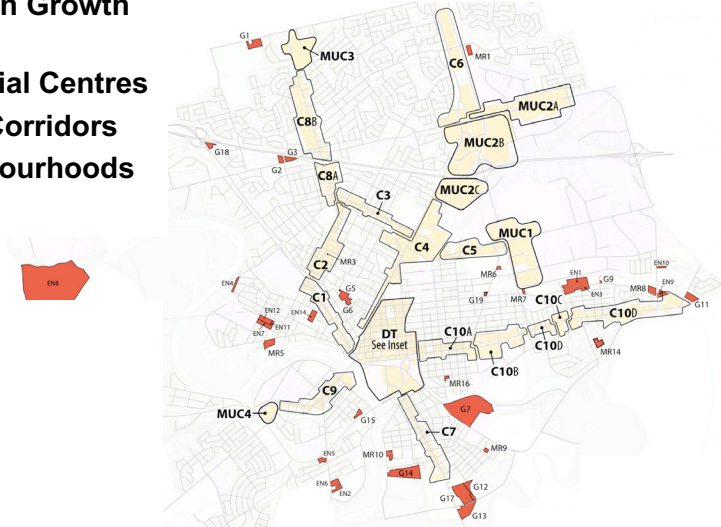 n Growth
ial Centres
Corridors
ourhoods
G1
MUC3
C6
MR1
MUC2A
C8B
MUC2B
G18
G3
G2
C8A
MUC2C
C3
MUC1
C4
C5
C2
MR3
EN8
EN4
C1
G5
G6
MR6
EN1
G9
EN10
EN9
MR8
G11
G19
MR7
EN3
C10C
EN12
EN14
EN7
EN11
MR5
DT
See Inset
C10A
C10D
C10D
MR14
C10B
C9
MR16
MUC4
G15
G7
C7
EN5
MR10
MR9
G14
EN6
EN2
G12
G17
G13